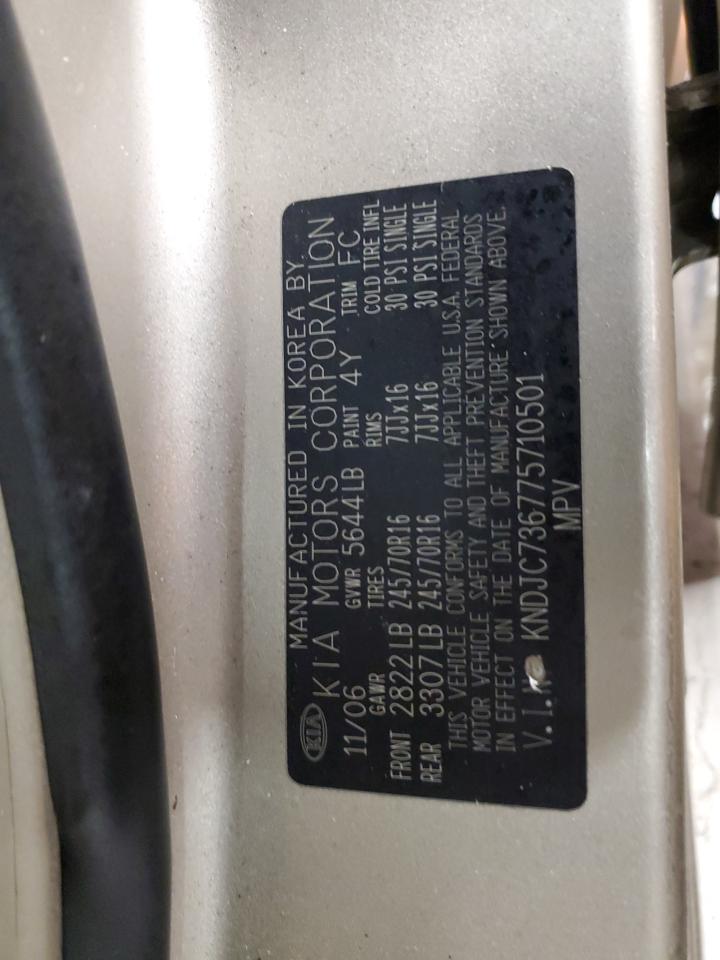 KIA
MANUFACTURED IN KOREA BY
KIA MOTORS CORPORATION
11/06 GVWR 5644LB PAINT 4Y TRIM FC
GAWR TIRES RIMS COLD TIRE INFL
FRONT 2822LB 245/70R16 7JJx16 30 PSI SINGLE
REAR 3307LB 245/70R16 7JJx16 30 PSI SINGLE
THIS VEHICLE CONFORMS TO ALL APPLICABLE U.S.A. FEDERAL
MOTOR VEHICLE SAFETY AND THEFT PREVENTION STANDARDS
IN EFFECT ON THE DATE OF MANUFACTURE SHOWN ABOVE.
V.I.N KNDJC736775710501
MPV